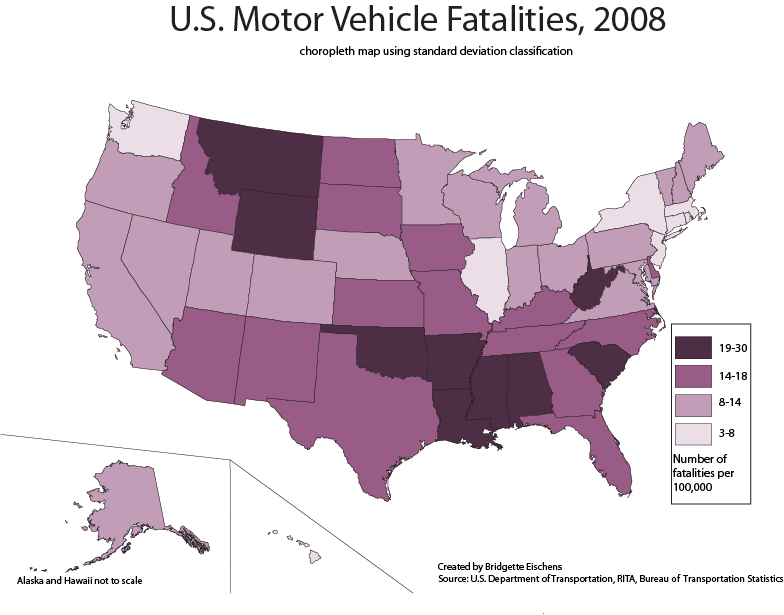 U.S. Motor Vehicle Fatalities, 2008
choropleth map using standard deviation classification
19-30
14-18
8-14
3-8
Number of
fatalities per
100,000
Alaska and Hawaii not to scale
Created by Bridgette Eischens
Source: U.S. Department of Transportation, RITA, Bureau of Transportation Statistics